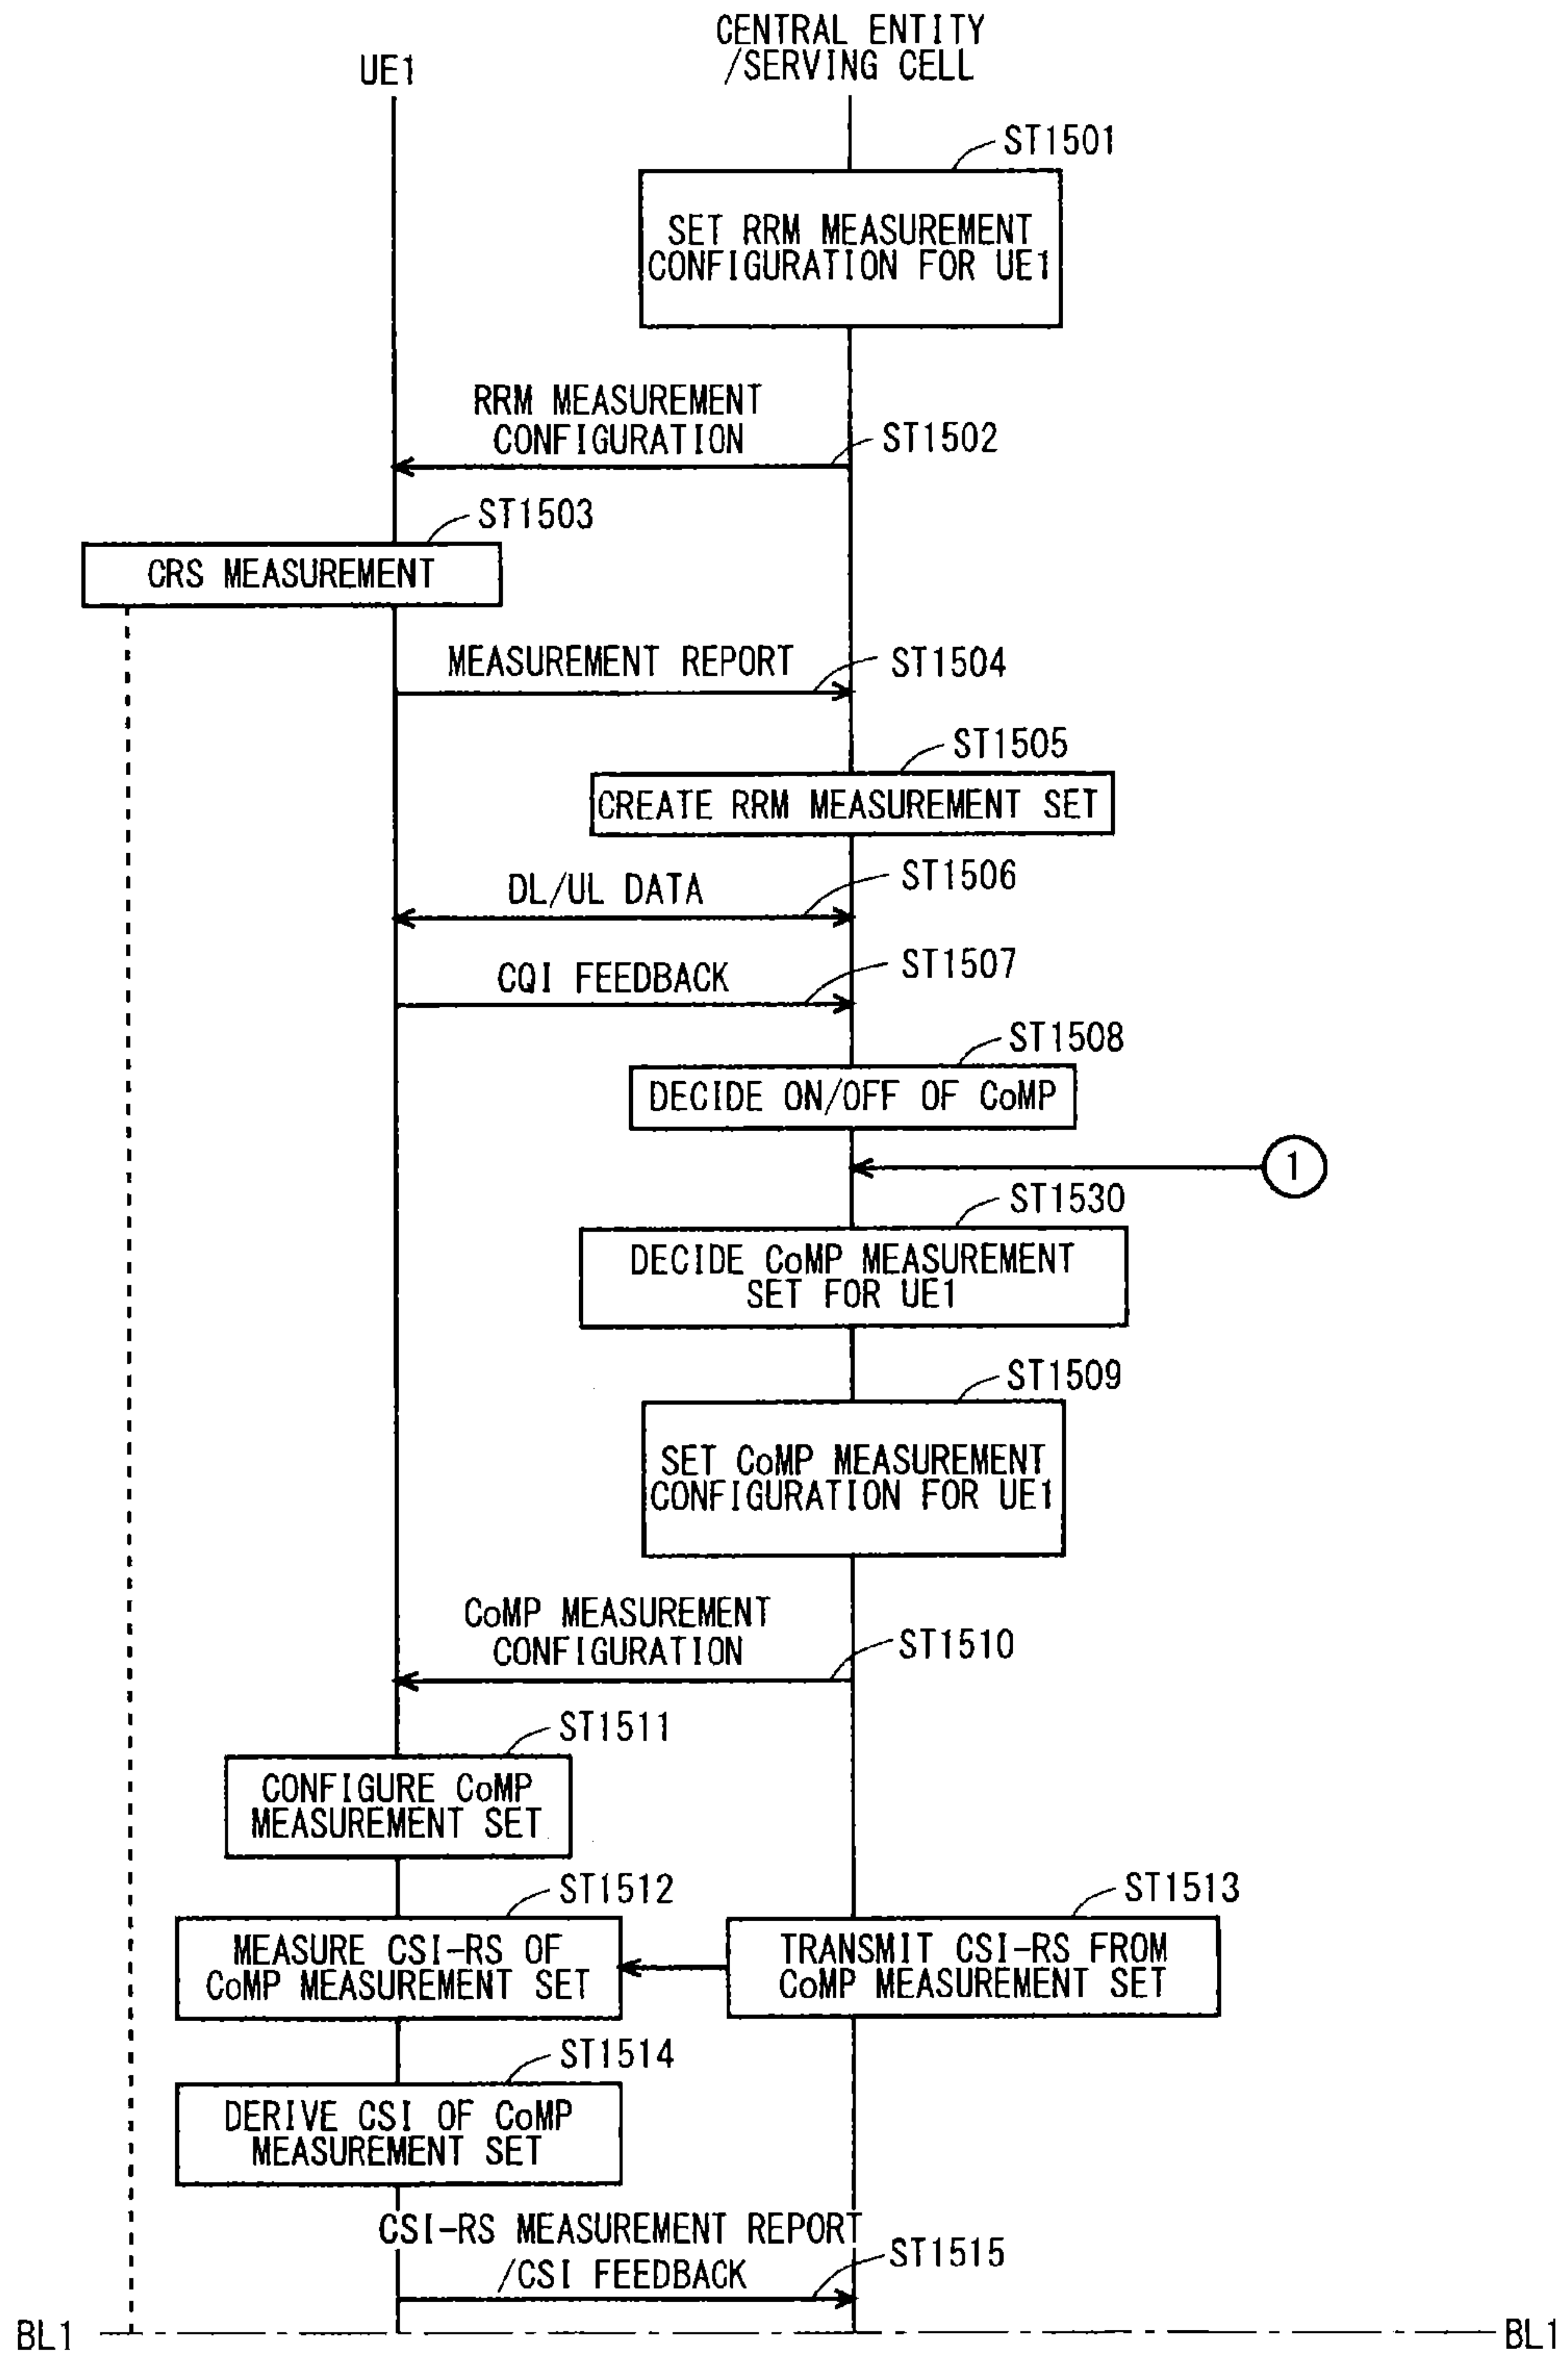 CENTRAL ENTITY
/SERVING CELL
UE1
ST1501
SET RRM MEASUREMENT
CONFIGURATION FOR UE1
RRM MEASUREMENT
CONFIGURATION
ST1502
ST1503
CRS MEASUREMENT
MEASUREMENT REPORT
ST1504
ST1505
CREATE RRM MEASUREMENT SET
DL/UL DATA
ST1506
CQI FEEDBACK
ST1507
ST1508
DECIDE ON/OFF OF CoMP
1
ST1530
DECIDE CoMP MEASUREMENT
SET FOR UE1
ST1509
SET CoMP MEASUREMENT
CONFIGURATION FOR UE1
CoMP MEASUREMENT
CONFIGURATION
ST1510
ST1511
CONFIGURE CoMP
MEASUREMENT SET
ST1512
MEASURE CSI-RS OF
CoMP MEASUREMENT SET
ST1513
TRANSMIT CSI-RS FROM
CoMP MEASUREMENT SET
ST1514
DERIVE CSI OF CoMP
MEASUREMENT SET
CSI-RS MEASUREMENT REPORT
/CSI FEEDBACK
ST1515
BL1
BL1